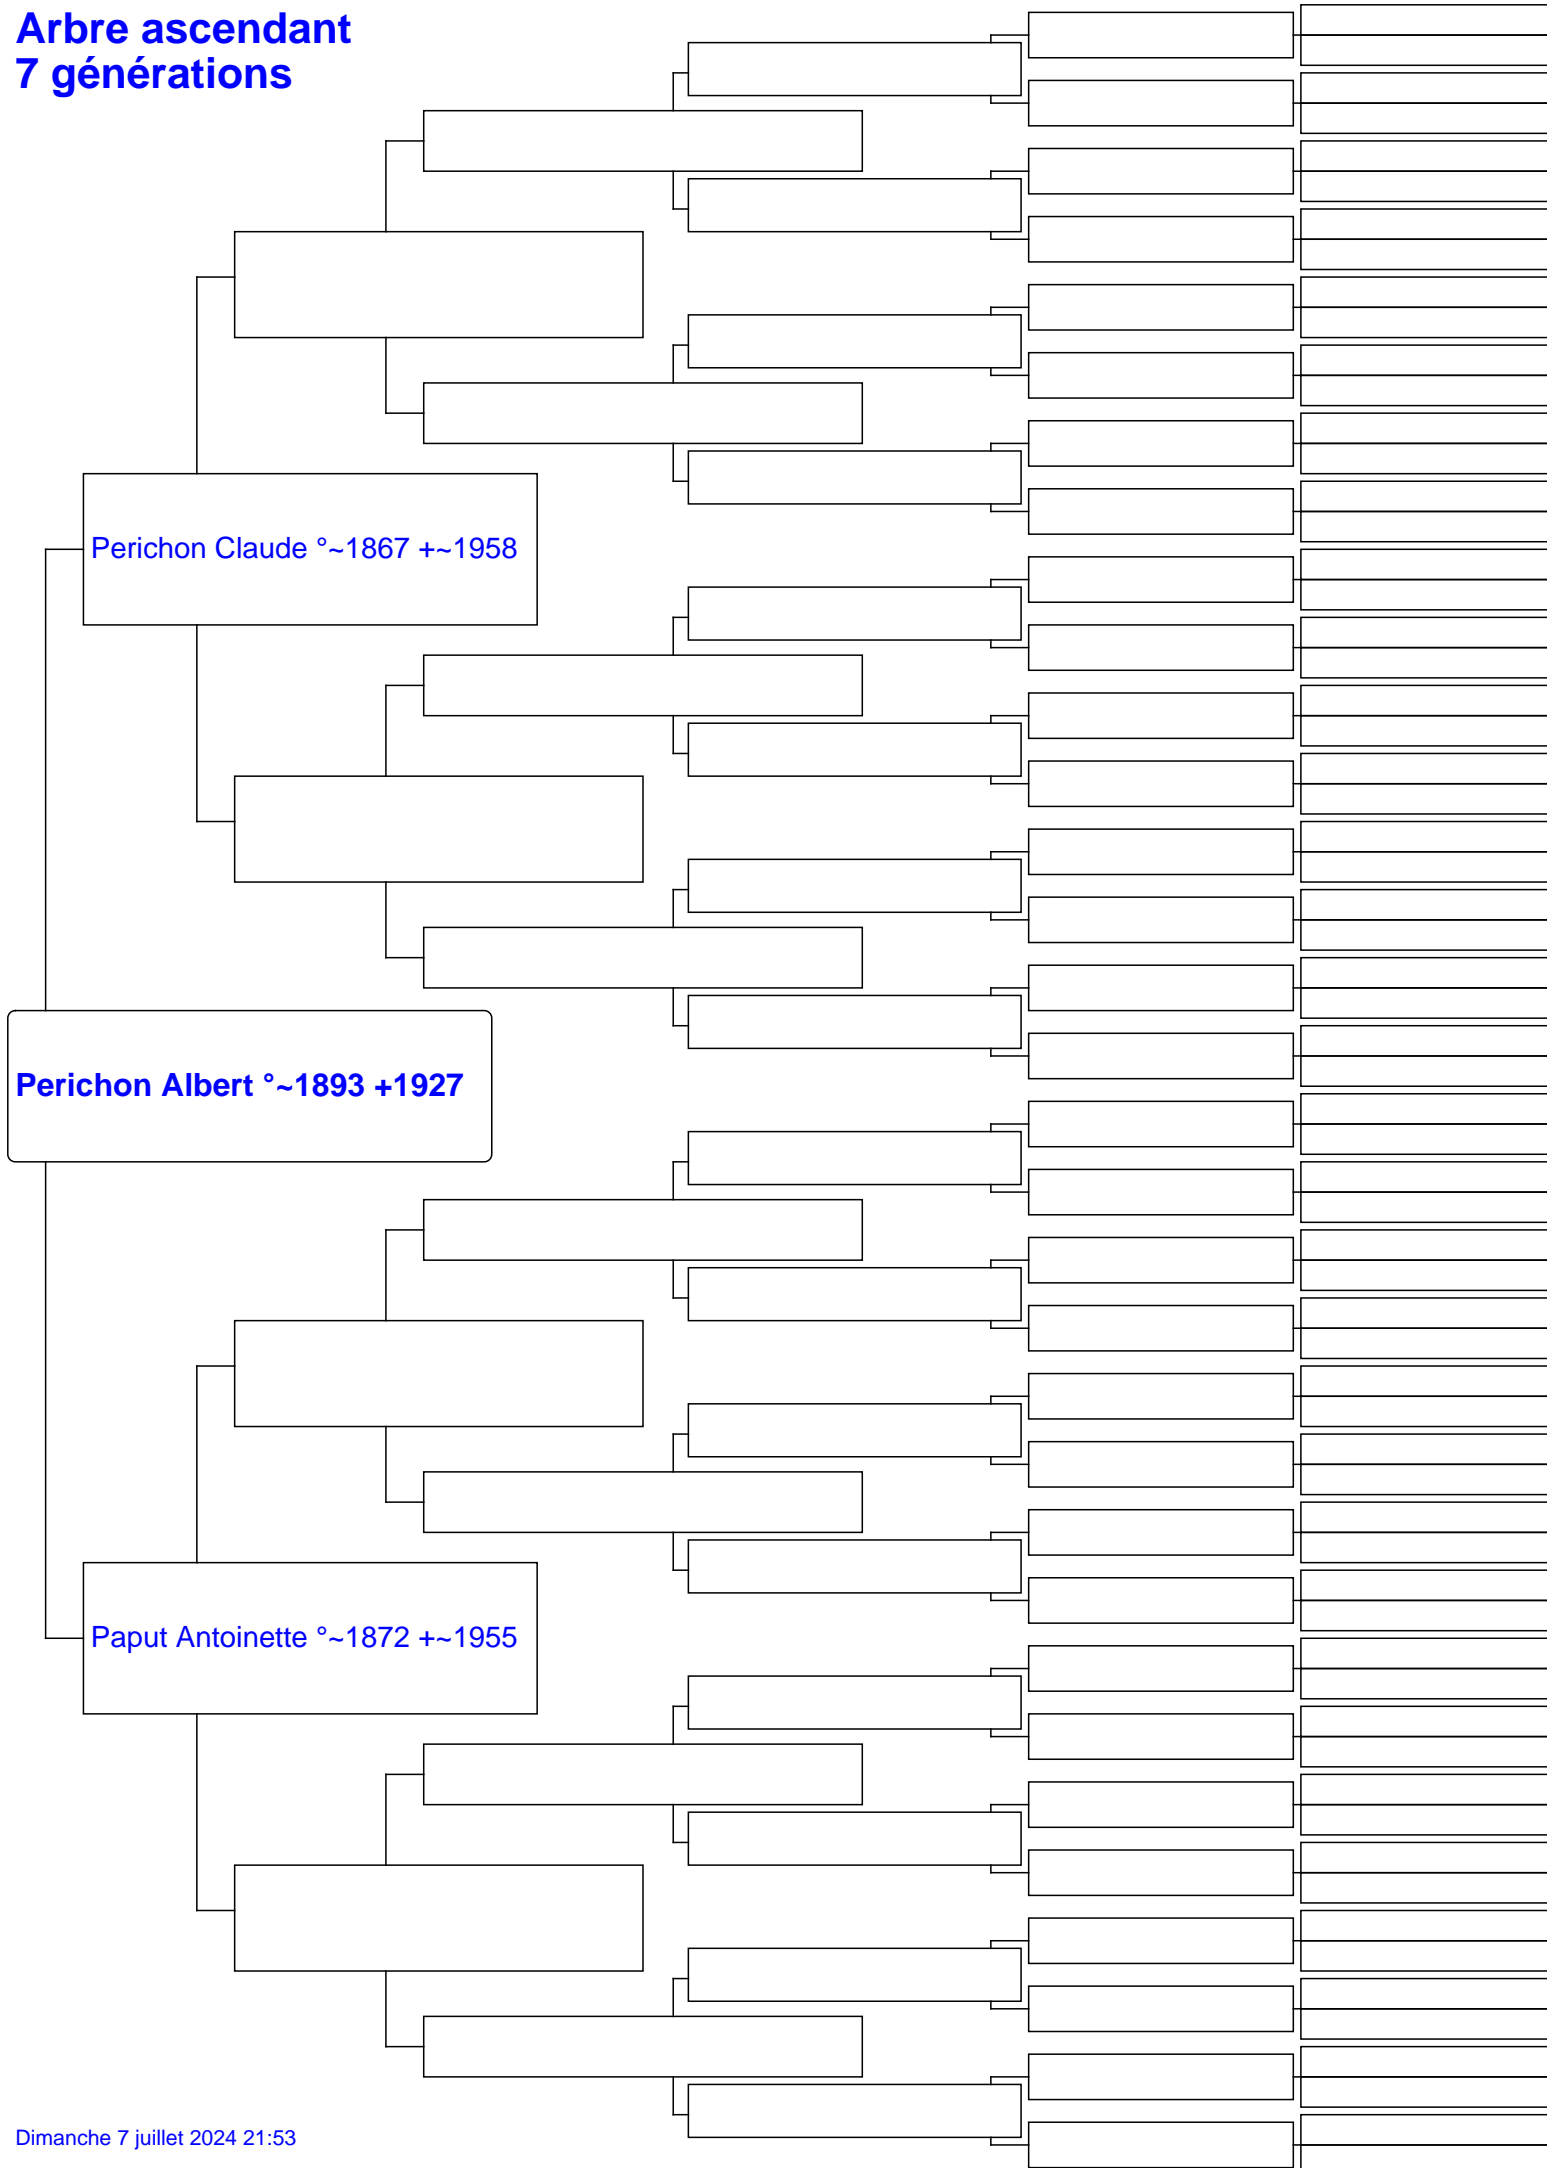 Arbre ascendant
7 générations
Perichon Claude °~1867 +~1958
Perichon Albert °~1893 +1927
Paput Antoinette °~1872 +~1955
Dimanche 7 juillet 2024 21:53